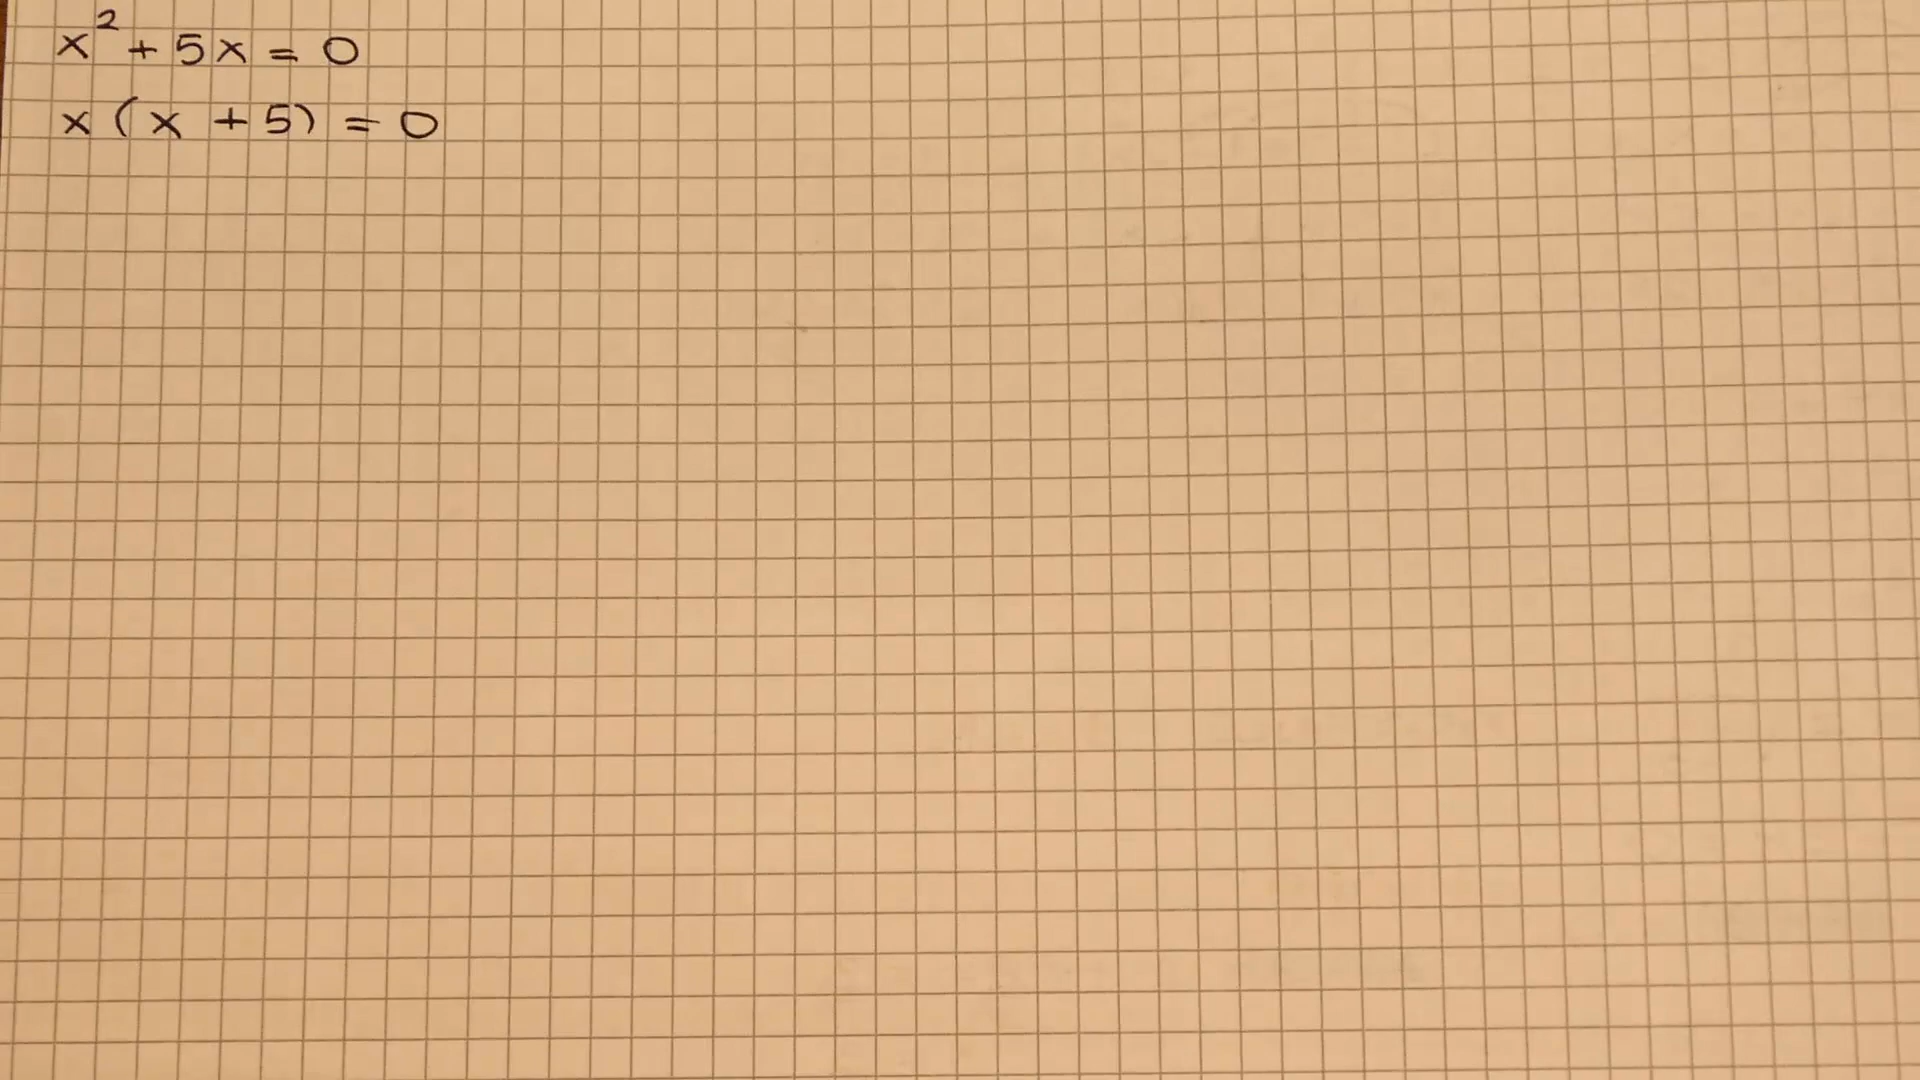 x² + 5x = 0
x (x + 5) = 0